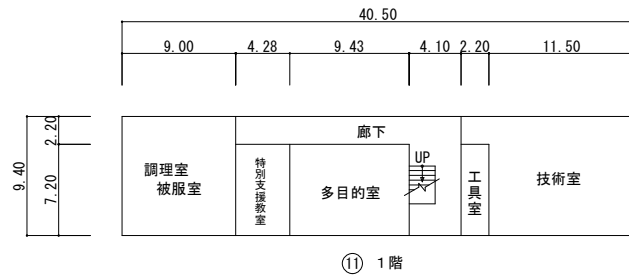 40.50
9.00 4.28 9.43 4.10 2.20 11.50
9.40
2.20
7.20
廊下
調理室
被服室
特別支援教室
多目的室
UP
工具室
技術室
⑪ 1階